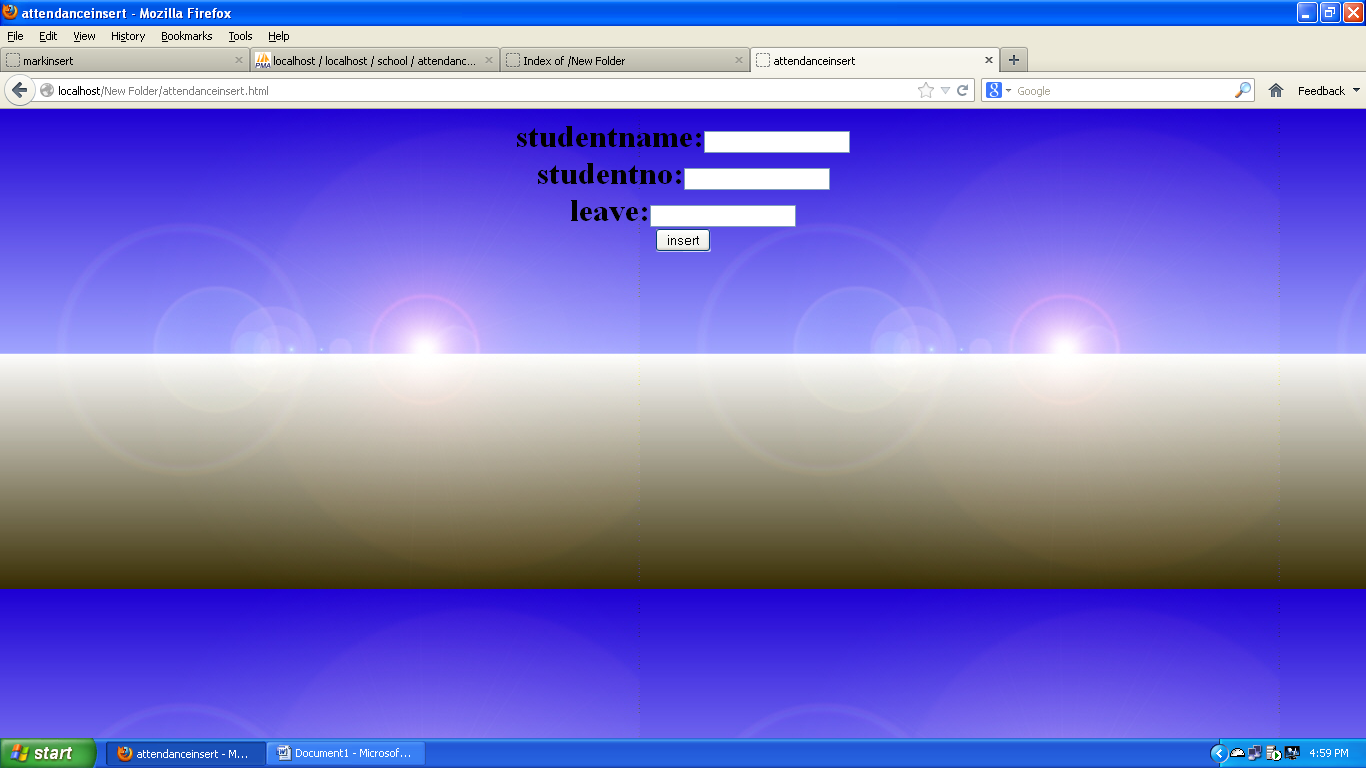 attendanceinsert - Mozilla Firefox
File Edit View History Bookmarks Tools Help
markinsert
PMA localhost / localhost / school / attendanc...
Index of /New Folder
attendanceinsert
localhost/New Folder/attendanceinsert.html
8 Google
Feedback
studentname:
studentno:
leave:
insert
start
attendanceinsert - M...
Document1 - Microsof...
4:59 PM